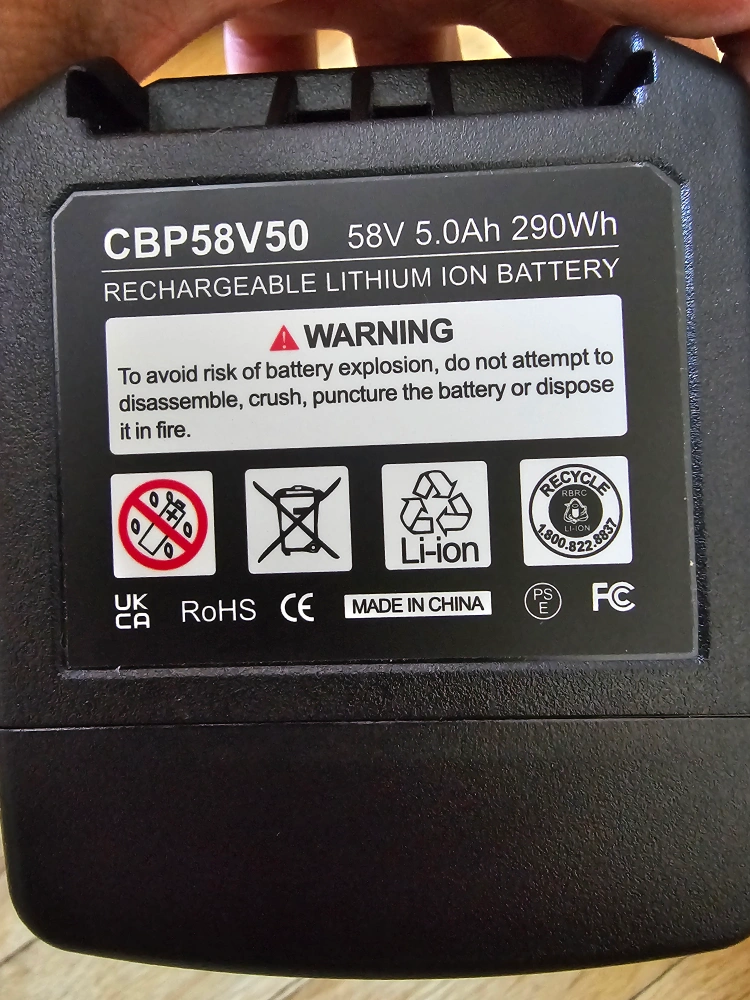 CBP58V50 58V 5.0Ah 290Wh
RECHARGEABLE LITHIUM ION BATTERY
WARNING
To avoid risk of battery explosion, do not attempt to
disassemble, crush, puncture the battery or dispose
it in fire.
Li-ion
RECYCLE
RBRC
LI-ION
1.800.822.8837
UK
CA
RoHS CE MADE IN CHINA PS
E
FC